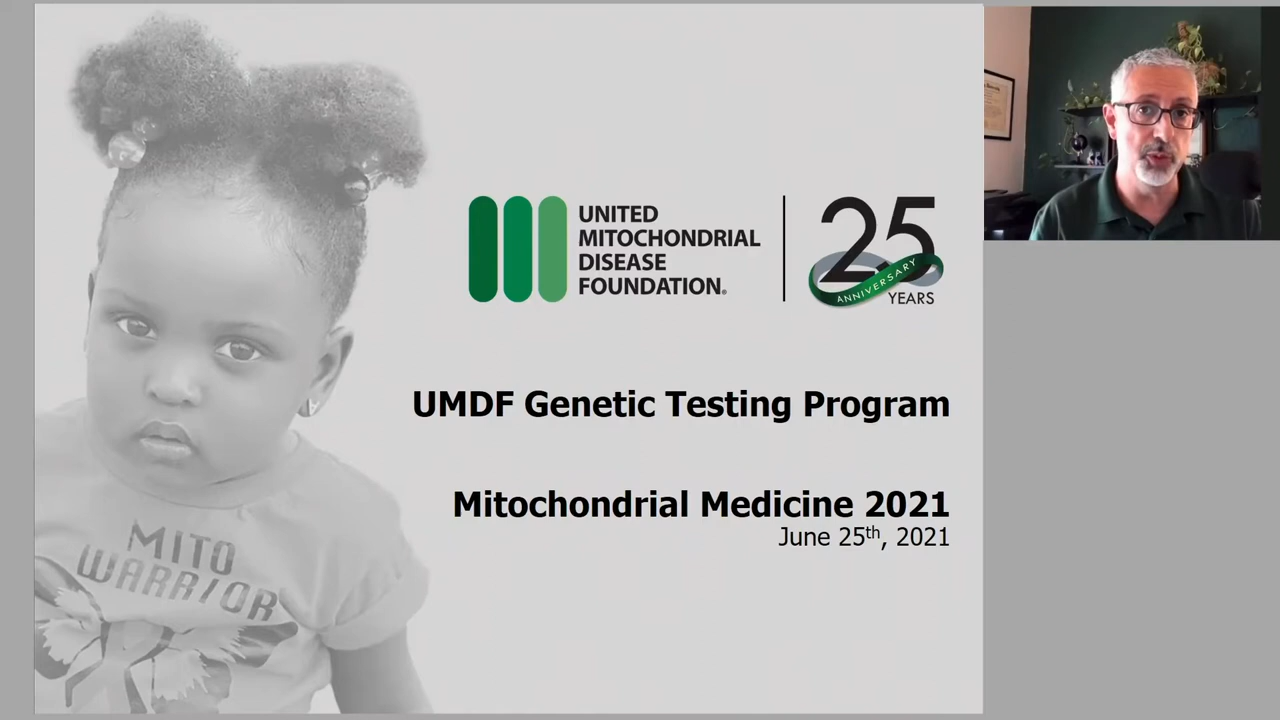 UNITED
MITOCHONDRIAL
DISEASE
FOUNDATION®
25
ANNIVERSARY
YEARS
UMDF Genetic Testing Program
Mitochondrial Medicine 2021
June 25th, 2021
MITO
WARRIOR